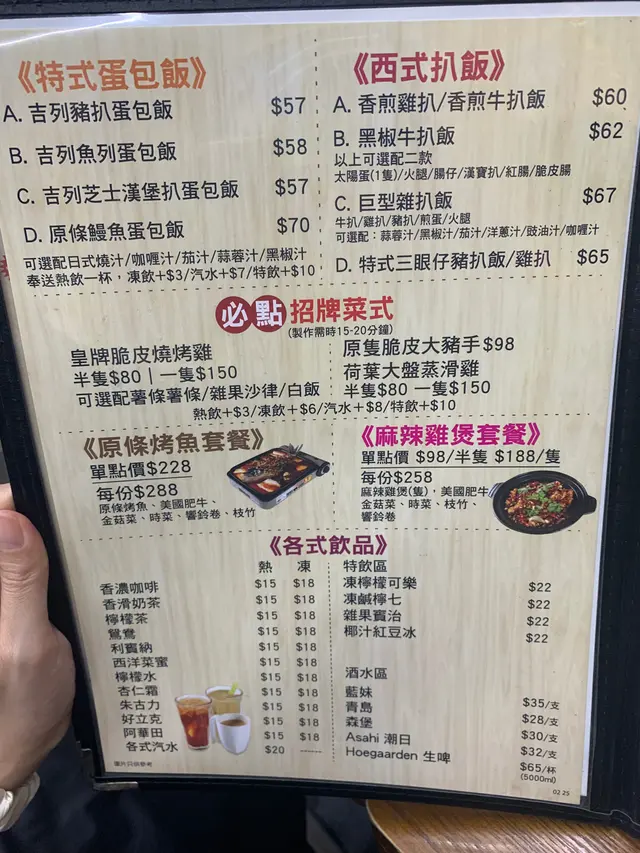 《特式蛋包飯》
A. 吉列豬扒蛋包飯 $57
B. 吉列魚列蛋包飯 $58
C. 吉列芝士漢堡扒蛋包飯 $57
D. 原條鰻魚蛋包飯 $70
可選配日式燒汁/咖喱汁/茄汁/蒜蓉汁/黑椒汁
奉送熱飲一杯，凍飲+$3/汽水+$7/特飲+$10
《西式扒飯》
A. 香煎雞扒/香煎牛扒飯 $60
B. 黑椒牛扒飯 $62
以上可選配二款
太陽蛋(1隻)/火腿/腸仔/漢寶扒/紅腸/脆皮腸
C. 巨型雜扒飯 $67
牛扒/雞扒/豬扒/煎蛋/火腿
可選配：蒜蓉汁/黑椒汁/茄汁/洋蔥汁/豉油汁/咖喱汁
D. 特式三眼仔豬扒飯/雞扒 $65
必點 招牌菜式
(製作需時15-20分鐘)
皇牌脆皮燒烤雞
半隻$80 | 一隻$150
可選配薯條薯條/雜果沙律/白飯
原隻脆皮大豬手$98
荷葉大盤蒸滑雞
半隻$80 一隻$150
熱飲+$3/凍飲+$6/汽水+$8/特飲+$10
《原條烤魚套餐》
單點價$228
每份$288
原條烤魚、美國肥牛、
金菇菜、時菜、響鈴卷、枝竹
《麻辣雞煲套餐》
單點價 $98/半隻 $188/隻
每份$258
麻辣雞煲(隻)，美國肥牛、
金菇菜、時菜、枝竹、
響鈴卷
《各式飲品》
熱 凍
香濃咖啡 $15 $18
香滑奶茶 $15 $18
檸檬茶 $15 $18
鴛鴦 $15 $18
利賓納 $15 $18
西洋菜蜜 $15 $18
檸檬水 $15 $18
杏仁霜 $15 $18
朱古力 $15 $18
好立克 $15 $18
阿華田 $15 $18
各式汽水 $20 ----
圖片只供參考
特飲區
凍檸檬可樂 $22
凍鹹檸七 $22
雜果賓治 $22
椰汁紅豆冰 $22
酒水區
藍妹 $35/支
青島 $28/支
森堡 $30/支
Asahi 潮日 $32/支
Hoegaarden 生啤 $65/杯
(5000ml)
02 25